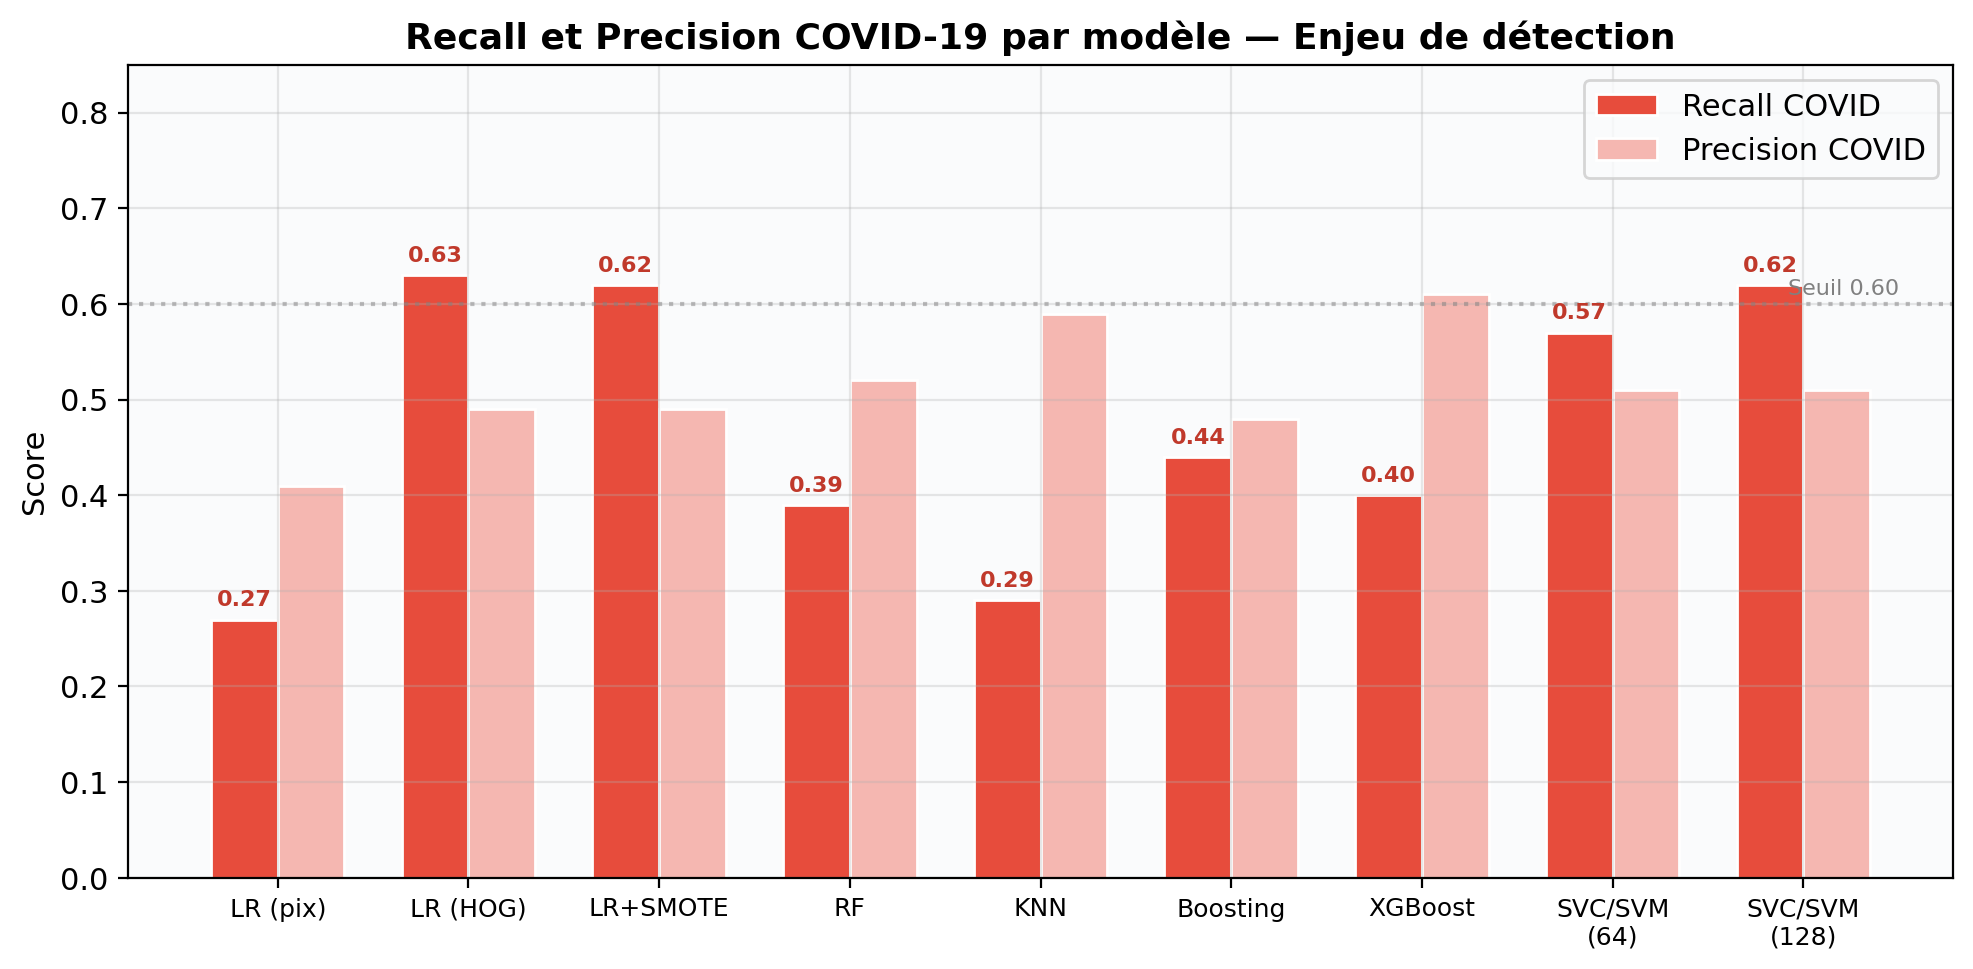 Recall et Precision COVID-19 par modèle — Enjeu de détection
Recall COVID
Precision COVID
Score
0.8
0.7
0.6
0.5
0.4
0.3
0.2
0.1
0.0
0.27
0.63
0.62
0.39
0.29
0.44
0.40
0.57
0.62
Seuil 0.60
LR (pix)
LR (HOG)
LR+SMOTE
RF
KNN
Boosting
XGBoost
SVC/SVM
(64)
SVC/SVM
(128)